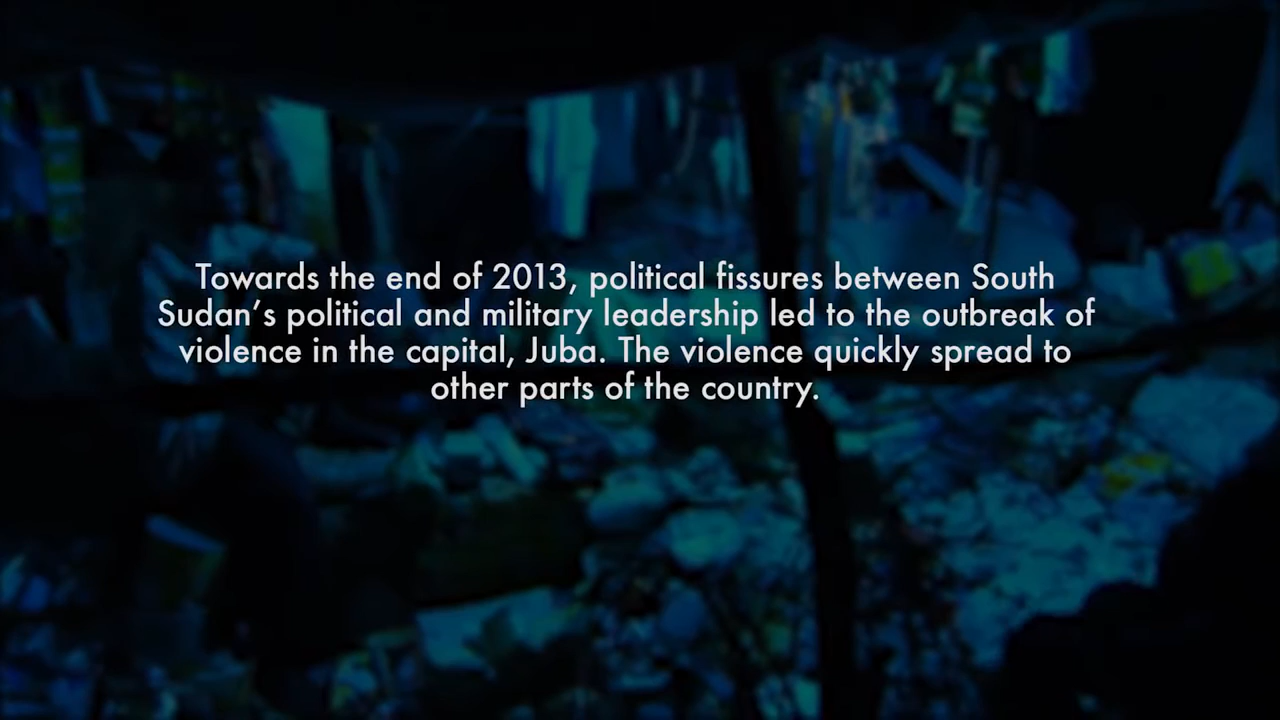 Towards the end of 2013, political fissures between South
Sudan’s political and military leadership led to the outbreak of
violence in the capital, Juba. The violence quickly spread to
other parts of the country.